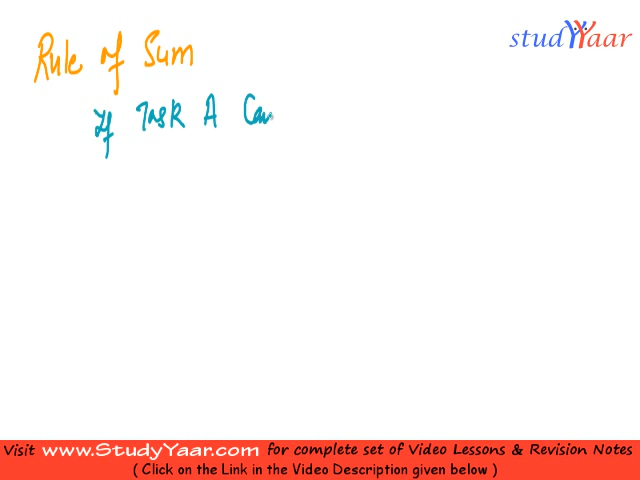 Rule of Sum
studYYaar
If Task A Can
Visit www.StudyYaar.com for complete set of Video Lessons & Revision Notes
( Click on the Link in the Video Description given below )